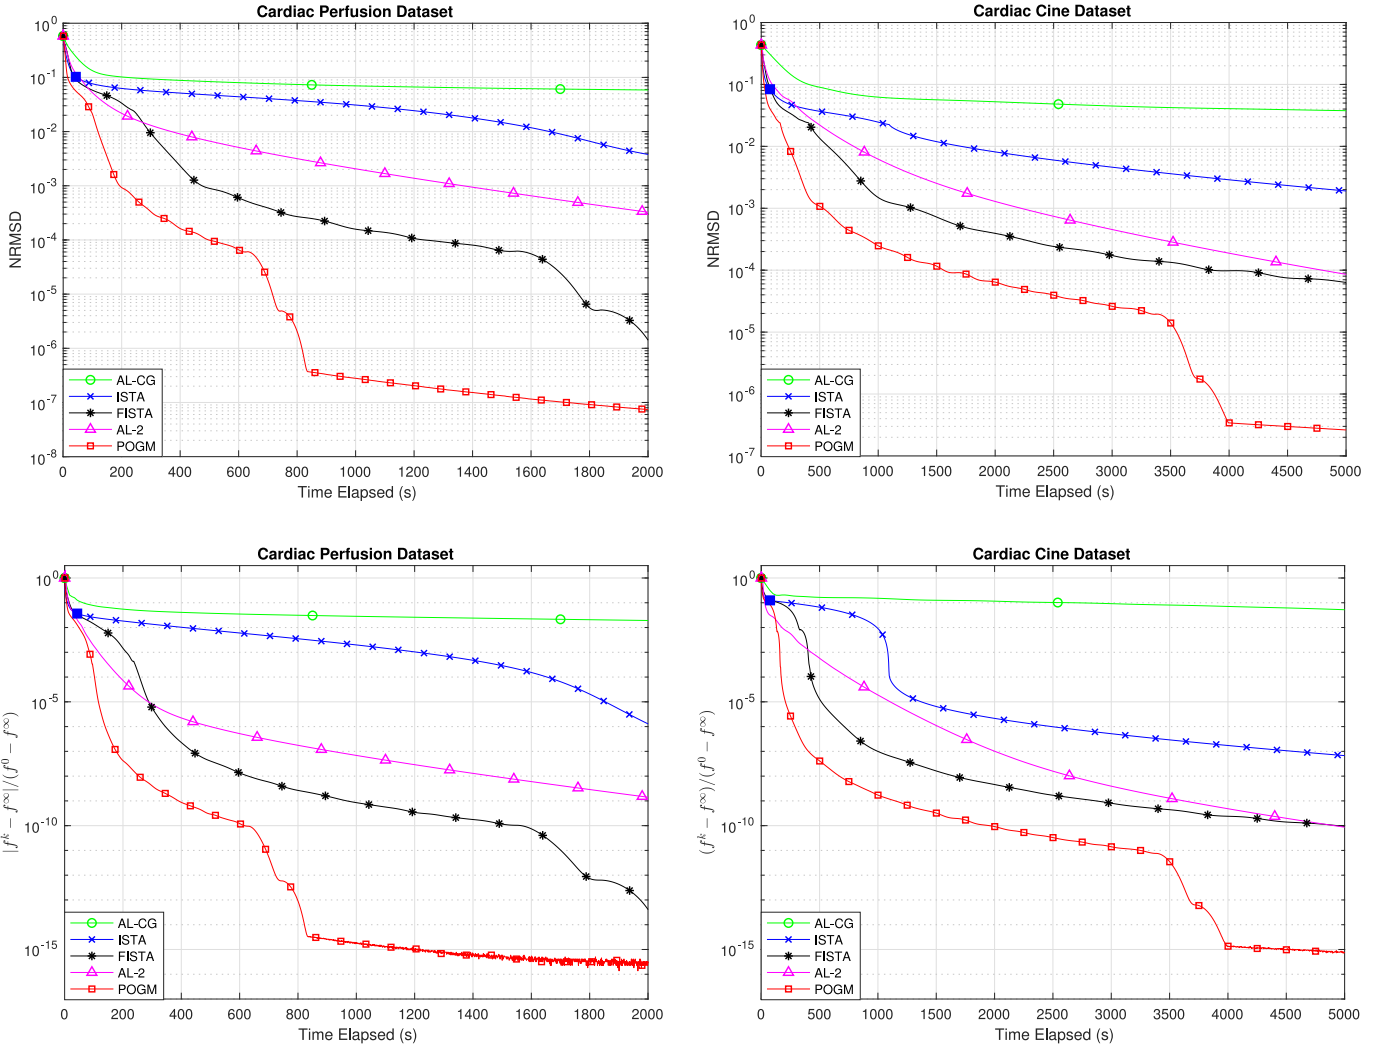 Cardiac Perfusion Dataset
NRMSD
10^0
10^-1
10^-2
10^-3
10^-4
10^-5
10^-6
10^-7
10^-8
AL-CG
ISTA
FISTA
AL-2
POGM
0 200 400 600 800 1000 1200 1400 1600 1800 2000
Time Elapsed (s)
Cardiac Cine Dataset
NRMSD
10^0
10^-1
10^-2
10^-3
10^-4
10^-5
10^-6
10^-7
AL-CG
ISTA
FISTA
AL-2
POGM
0 500 1000 1500 2000 2500 3000 3500 4000 4500 5000
Time Elapsed (s)
Cardiac Perfusion Dataset
|f^k − f^∞|/(f^0 − f^∞)
10^0
10^-5
10^-10
10^-15
AL-CG
ISTA
FISTA
AL-2
POGM
0 200 400 600 800 1000 1200 1400 1600 1800 2000
Time Elapsed (s)
Cardiac Cine Dataset
(f^k − f^∞)/(f^0 − f^∞)
10^0
10^-5
10^-10
10^-15
AL-CG
ISTA
FISTA
AL-2
POGM
0 500 1000 1500 2000 2500 3000 3500 4000 4500 5000
Time Elapsed (s)